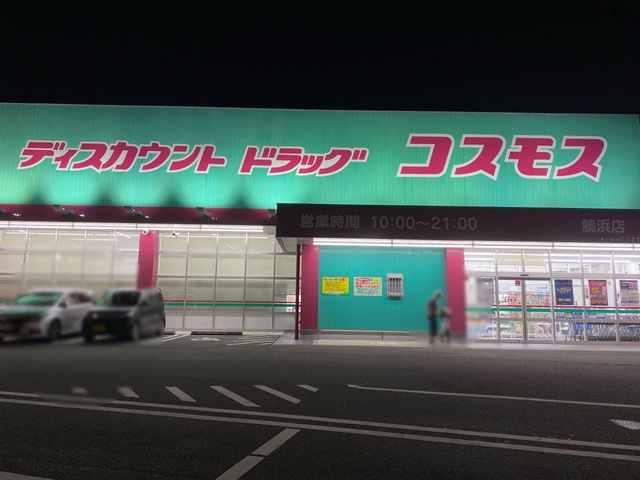 ディスカウント ドラッグ コスモス
営業時間 10:00～21:00 鯛浜店